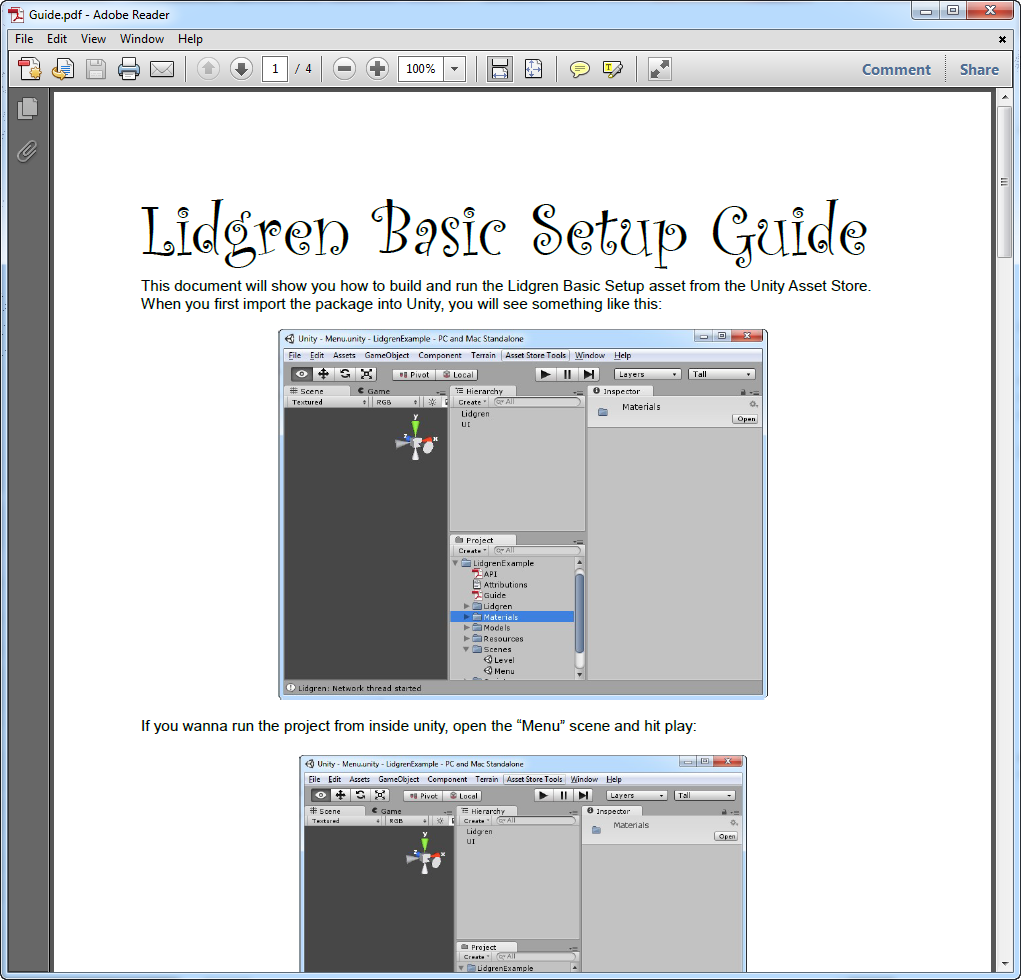 Guide.pdf - Adobe Reader
File Edit View Window Help
1 / 4 100% Comment Share
Lidgren Basic Setup Guide
This document will show you how to build and run the Lidgren Basic Setup asset from the Unity Asset Store.
When you first import the package into Unity, you will see something like this:
Unity - Menu.unity - LidgrenExample - PC and Mac Standalone
File Edit Assets GameObject Component Terrain Asset Store Tools Window Help
Pivot Local Layers Tall
Scene Game
Textured RGB
y
z x
Hierarchy
Create All
Lidgren
UI
Inspector
Materials
Open
Project
Create All
LidgrenExample
API
Attributions
Guide
Lidgren
Materials
Models
Resources
Scenes
Level
Menu
Lidgren: Network thread started
If you wanna run the project from inside unity, open the “Menu” scene and hit play:
Unity - Menu.unity - LidgrenExample - PC and Mac Standalone
File Edit Assets GameObject Component Terrain Asset Store Tools Window Help
Pivot Local Layers Tall
Scene Game
Textured RGB
y
z x
Hierarchy
Create All
Lidgren
UI
Inspector
Materials
Open
Project
Create All
LidgrenExample